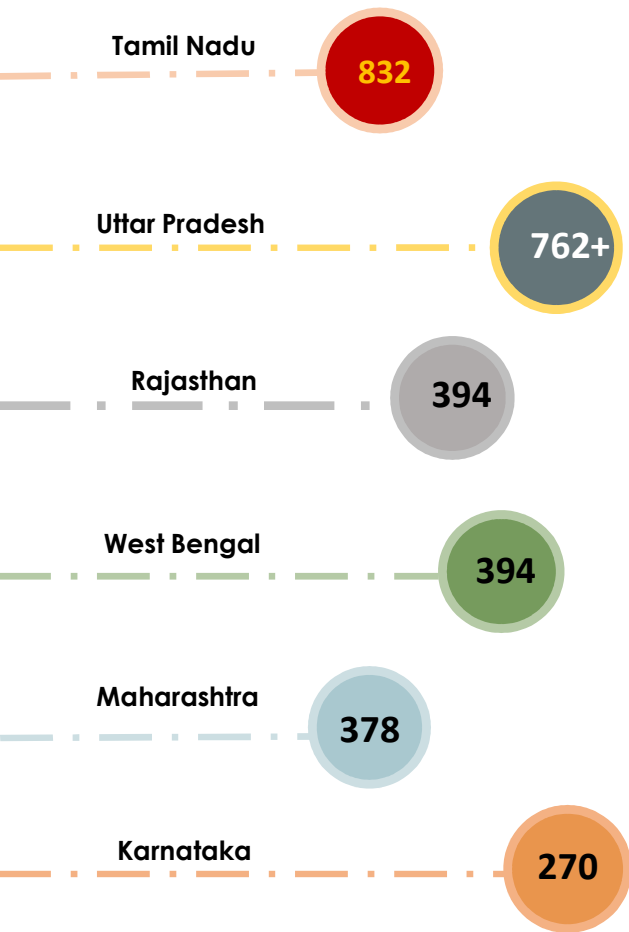 Tamil Nadu
832
Uttar Pradesh
762+
Rajasthan
394
West Bengal
394
Maharashtra
378
Karnataka
270